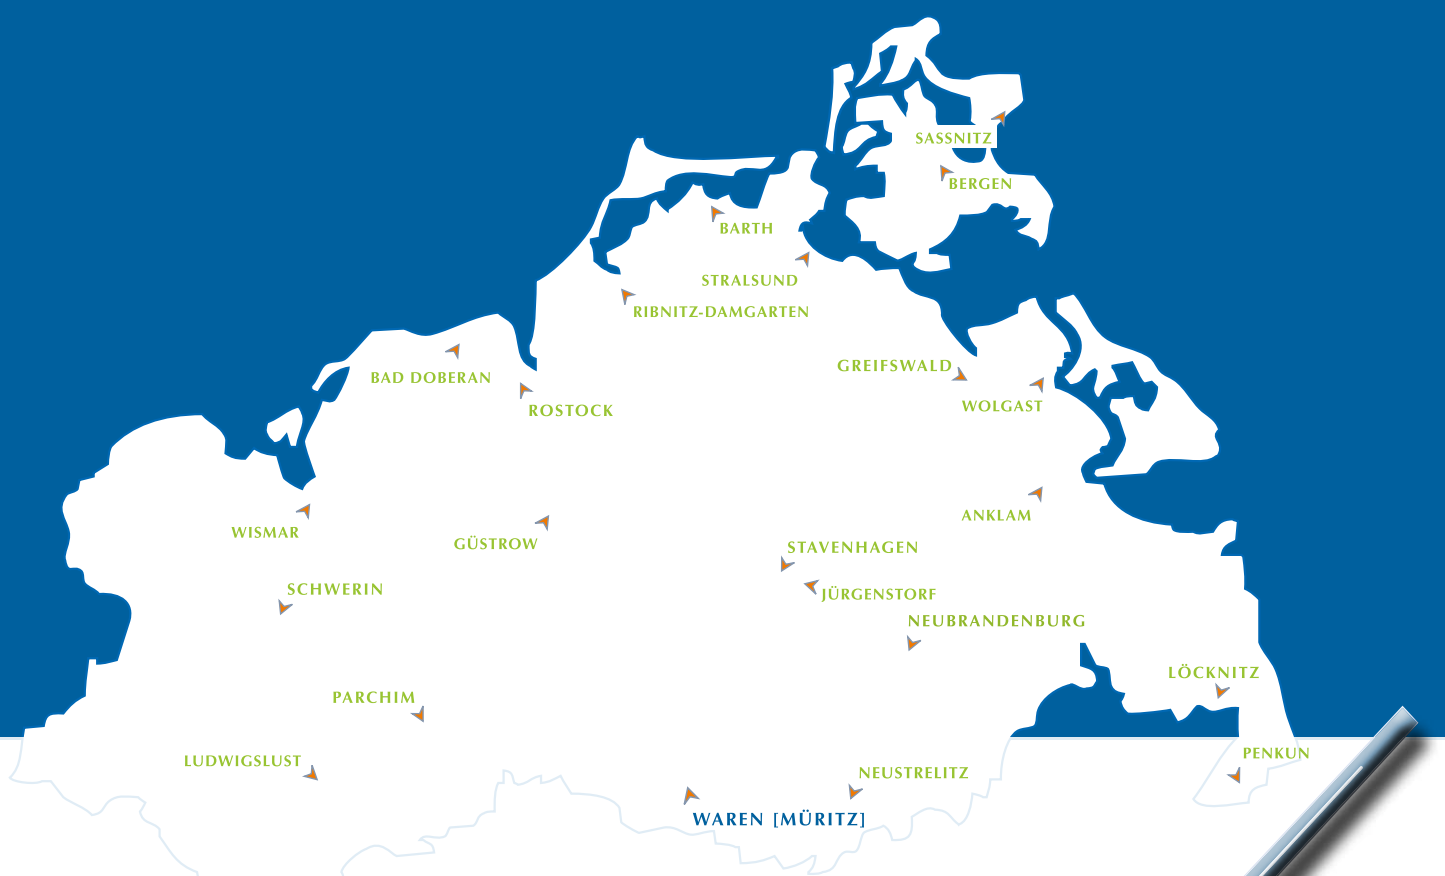 SASSNITZ
BERGEN
BARTH
STRALSUND
RIBNITZ-DAMGARTEN
GREIFSWALD
BAD DOBERAN
WOLGAST
ROSTOCK
ANKLAM
WISMAR
GÜSTROW
STAVENHAGEN
SCHWERIN
JÜRGENSTORF
NEUBRANDENBURG
LÖCKNITZ
PARCHIM
PENKUN
LUDWIGSLUST
NEUSTRELITZ
WAREN [MÜRITZ]